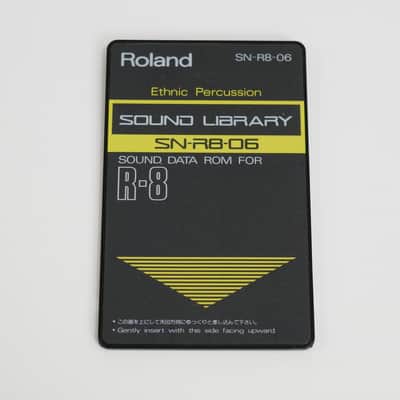 Roland SN-R8-06
Ethnic Percussion
SOUND LIBRARY
SN-R8-06
SOUND DATA ROM FOR
R-8
• この面を上にして矢印方向にゆっくりと差し込んで下さい。
• Gently insert with this side facing upward.